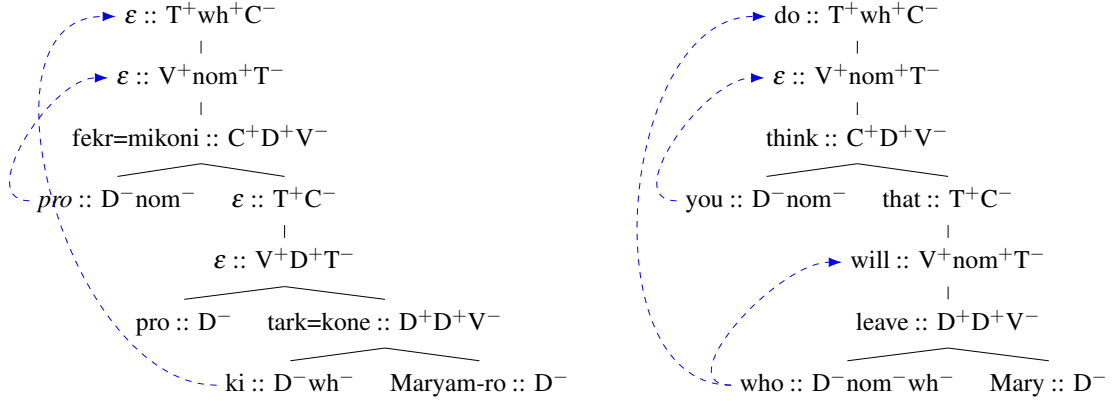 ε :: T⁺wh⁺C⁻
ε :: V⁺nom⁺T⁻
fekr=mikoni :: C⁺D⁺V⁻
pro :: D⁻nom⁻ ε :: T⁺C⁻
ε :: V⁺D⁺T⁻
pro :: D⁻ tark=kone :: D⁺D⁺V⁻
ki :: D⁻wh⁻ Maryam-ro :: D⁻
do :: T⁺wh⁺C⁻
ε :: V⁺nom⁺T⁻
think :: C⁺D⁺V⁻
you :: D⁻nom⁻ that :: T⁺C⁻
will :: V⁺nom⁺T⁻
leave :: D⁺D⁺V⁻
who :: D⁻nom⁻wh⁻ Mary :: D⁻